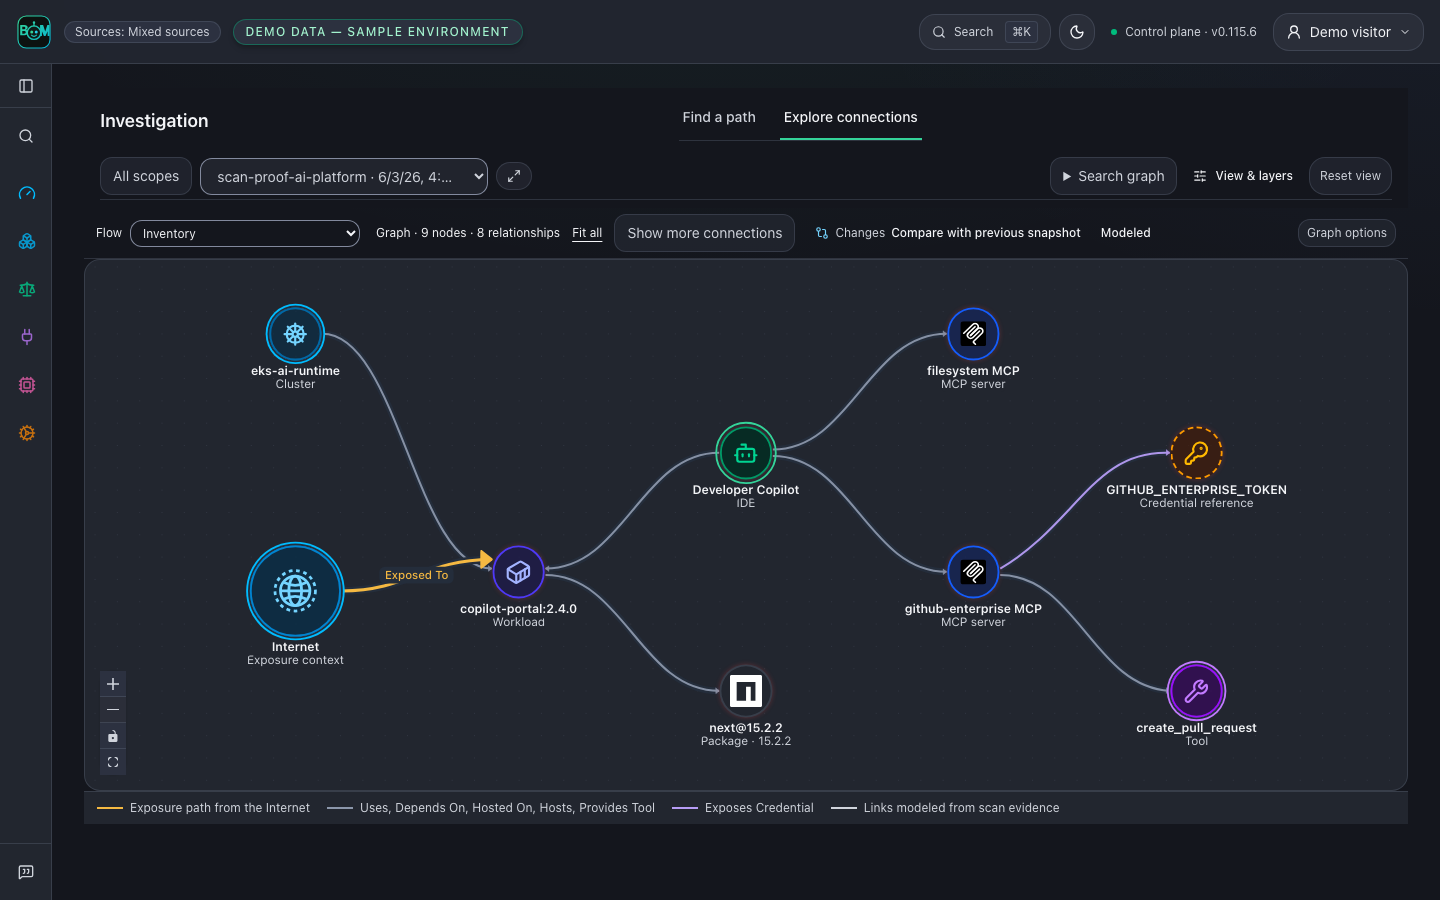 BOM
Sources: Mixed sources
DEMO DATA — SAMPLE ENVIRONMENT
Search
⌘K
Control plane · v0.115.6
Demo visitor
Investigation
Find a path
Explore connections
All scopes
scan-proof-ai-platform · 6/3/26, 4:...
Search graph
View & layers
Reset view
Flow
Inventory
Graph · 9 nodes · 8 relationships
Fit all
Show more connections
Changes
Compare with previous snapshot
Modeled
Graph options
eks-ai-runtime
Cluster
filesystem MCP
MCP server
Developer Copilot
IDE
GITHUB_ENTERPRISE_TOKEN
Credential reference
Exposed To
copilot-portal:2.4.0
Workload
github-enterprise MCP
MCP server
Internet
Exposure context
next@15.2.2
Package · 15.2.2
create_pull_request
Tool
Exposure path from the Internet
Uses, Depends On, Hosted On, Hosts, Provides Tool
Exposes Credential
Links modeled from scan evidence